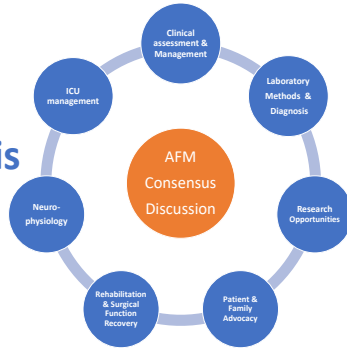 Clinical
assessment &
Management
ICU
management
Laboratory
Methods &
Diagnosis
is
AFM
Consensus
Discussion
Neuro-
physiology
Research
Opportunities
Rehabilitation
& Surgical
Function
Recovery
Patient &
Family
Advocacy